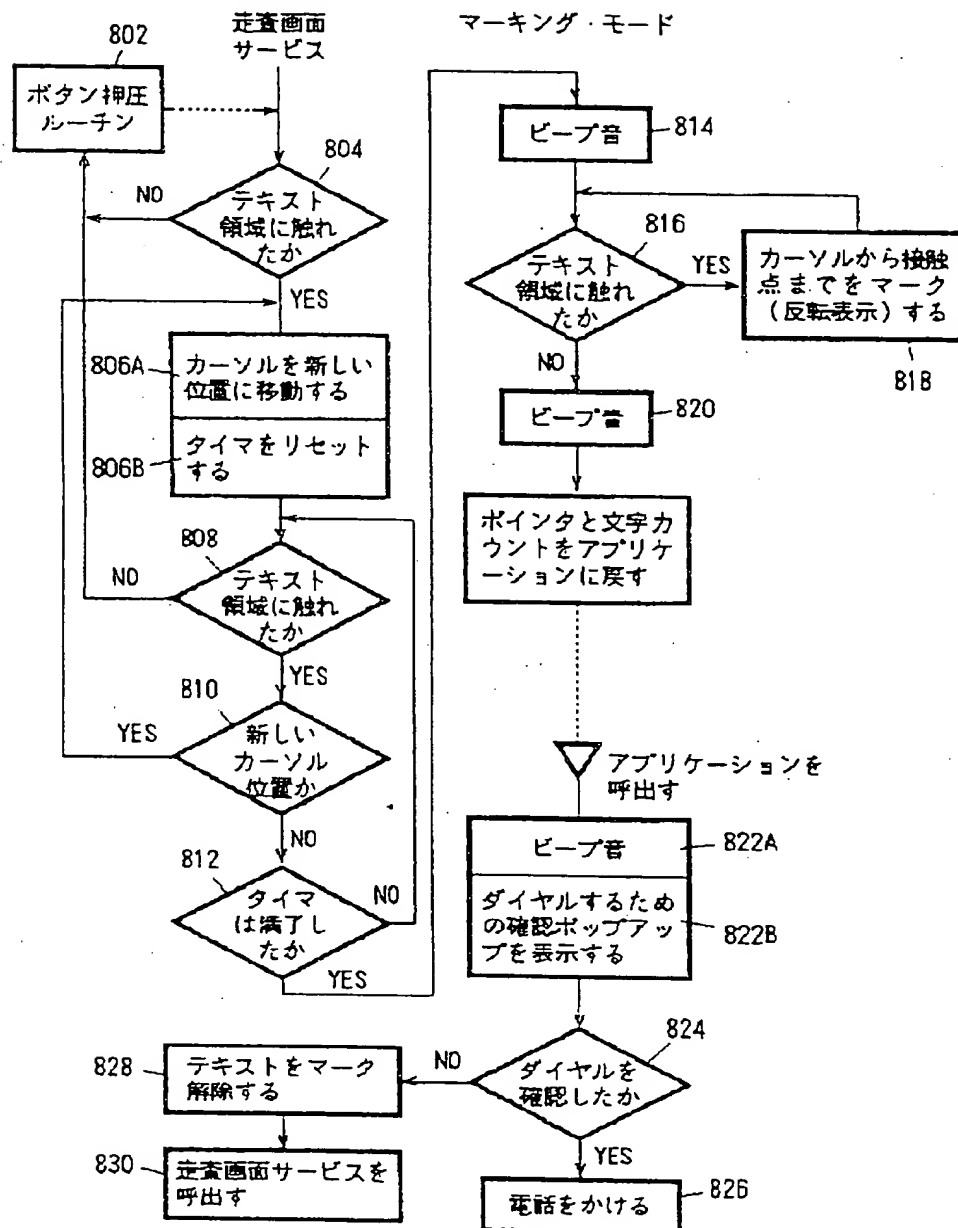 走査画面
サービス
マーキング・モード
802
ボタン押圧
ルーチン
804
テキスト
領域に触れ
たか
NO
YES
806A
カーソルを新しい
位置に移動する
806B
タイマをリセット
する
808
テキスト
領域に触れ
たか
NO
YES
810
新しい
カーソル
位置か
YES
NO
812
タイマ
は満了し
たか
NO
YES
ビープ音
814
816
テキスト
領域に触れ
たか
YES
NO
カーソルから接触
点までをマーク
(反転表示)する
818
ビープ音
820
ポインタと文字カ
ウントをアプリケ
ーションに戻す
アプリケーションを
呼出す
ビープ音
822A
ダイヤルするため
の確認ポップアッ
プを表示する
822B
824
ダイヤルを
確認したか
NO
YES
828
テキストをマーク
解除する
830
走査画面サービスを
呼出す
電話をかける
826